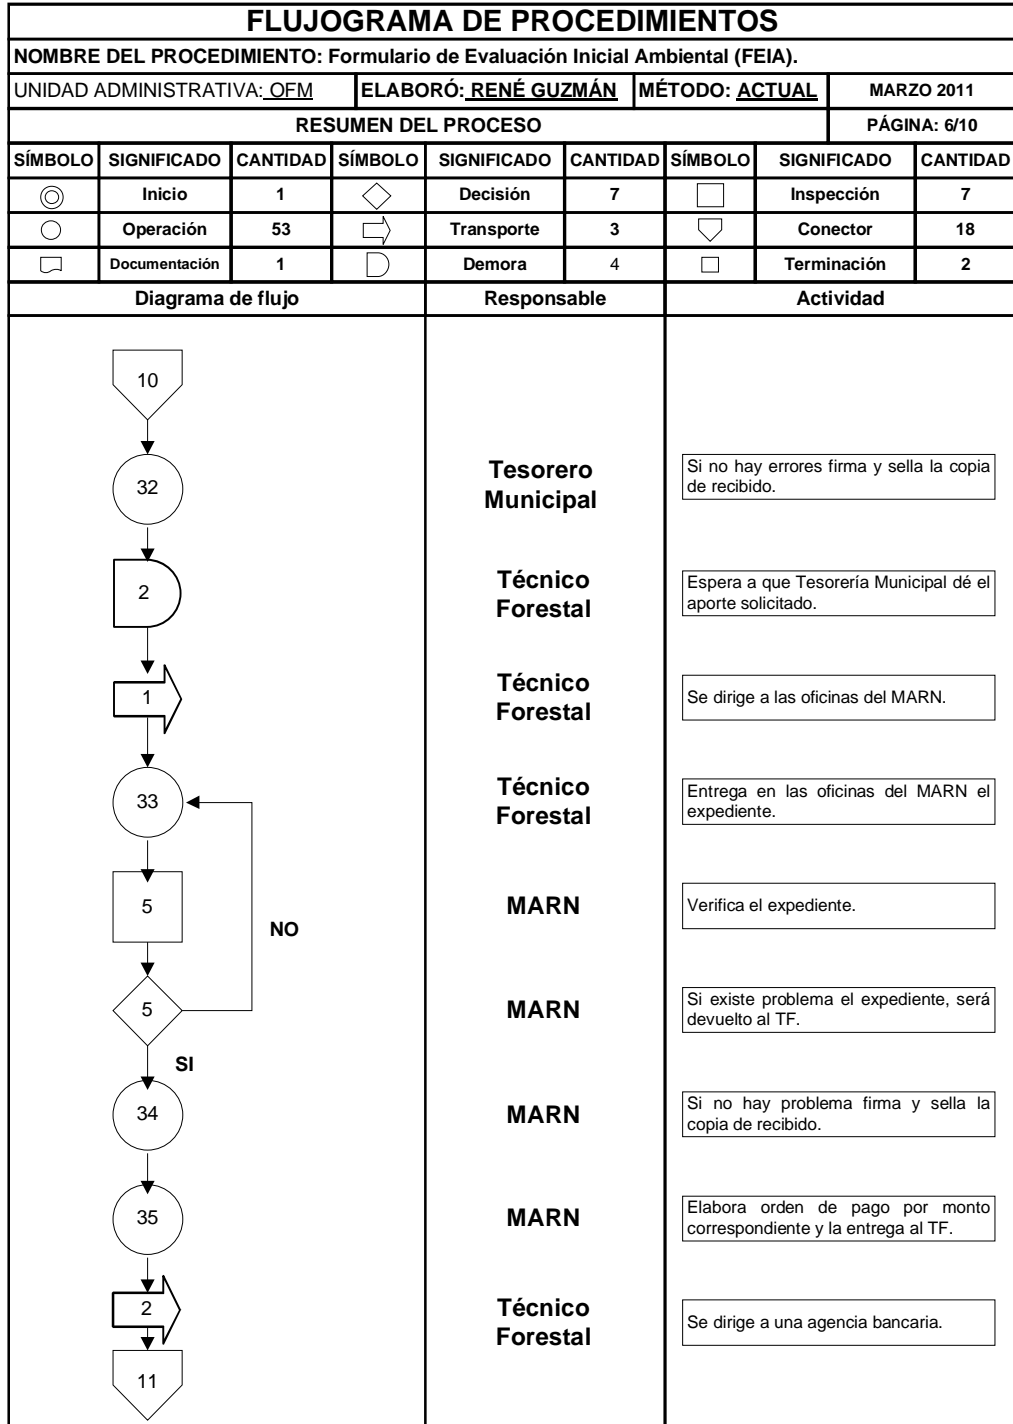 FLUJOGRAMA DE PROCEDIMIENTOS
NOMBRE DEL PROCEDIMIENTO: Formulario de Evaluación Inicial Ambiental (FEIA).
UNIDAD ADMINISTRATIVA: OFM ELABORÓ: RENÉ GUZMÁN MÉTODO: ACTUAL MARZO 2011
RESUMEN DEL PROCESO PÁGINA: 6/10
SÍMBOLO SIGNIFICADO CANTIDAD SÍMBOLO SIGNIFICADO CANTIDAD SÍMBOLO SIGNIFICADO CANTIDAD
Inicio 1 Decisión 7 Inspección 7
Operación 53 Transporte 3 Conector 18
Documentación 1 Demora 4 Terminación 2
Diagrama de flujo Responsable Actividad
10
32
Tesorero
Municipal
Si no hay errores firma y sella la copia
de recibido.
2
Técnico
Forestal
Espera a que Tesorería Municipal dé el
aporte solicitado.
1
Técnico
Forestal
Se dirige a las oficinas del MARN.
33
Técnico
Forestal
Entrega en las oficinas del MARN el
expediente.
5
NO
MARN
Verifica el expediente.
5
MARN
Si existe problema el expediente, será
devuelto al TF.
SI
34
MARN
Si no hay problema firma y sella la
copia de recibido.
35
MARN
Elabora orden de pago por monto
correspondiente y la entrega al TF.
2
Técnico
Forestal
Se dirige a una agencia bancaria.
11